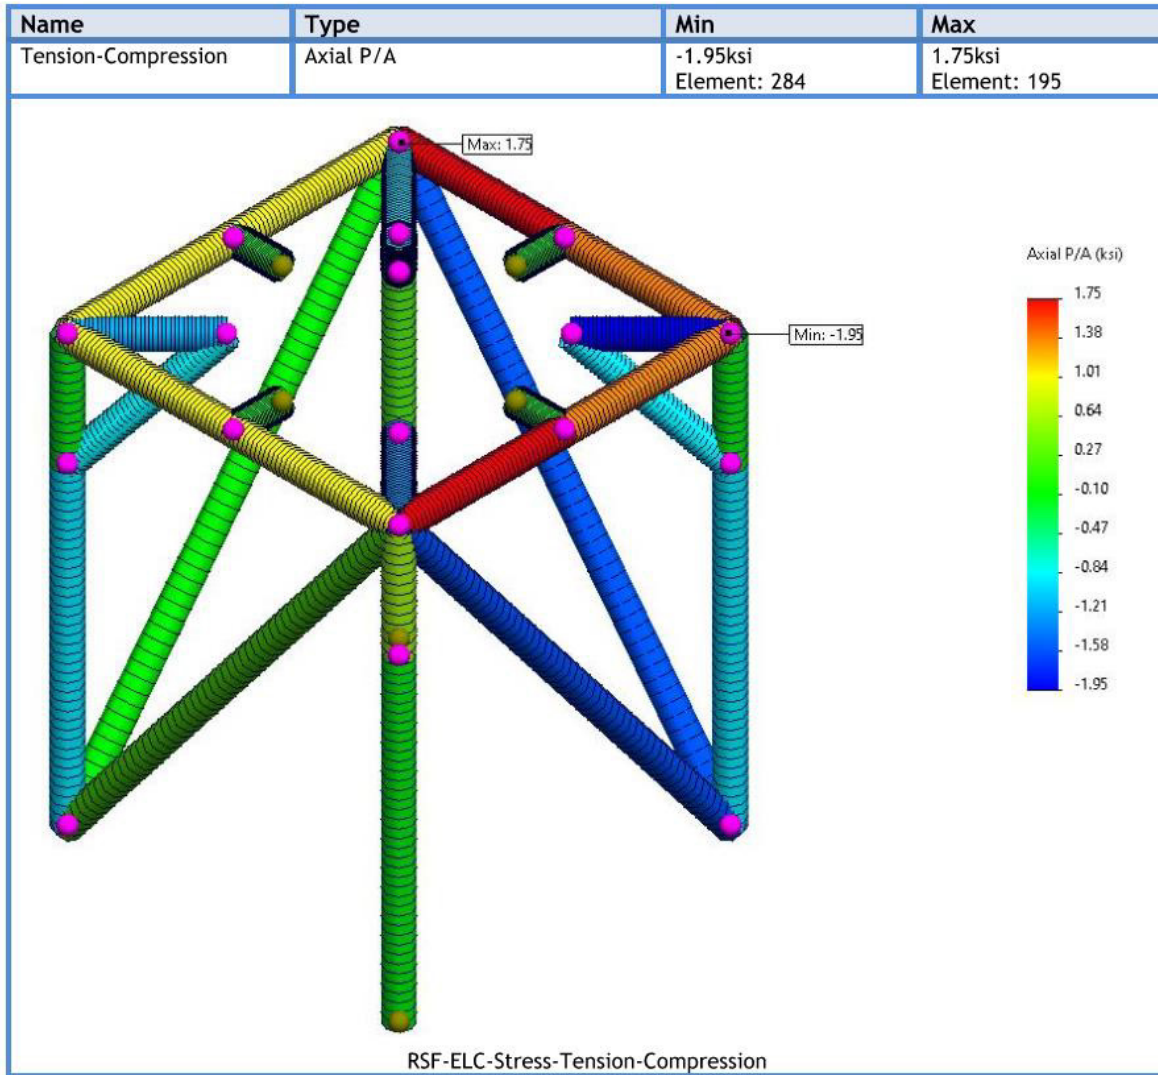 Name Type Min Max
Tension-Compression Axial P/A -1.95ksi 1.75ksi
Element: 284 Element: 195
Max: 1.75
Axial P/A (ksi)
1.75
Min: -1.95
1.38
1.01
0.64
0.27
-0.10
-0.47
-0.84
-1.21
-1.58
-1.95
RSF-ELC-Stress-Tension-Compression